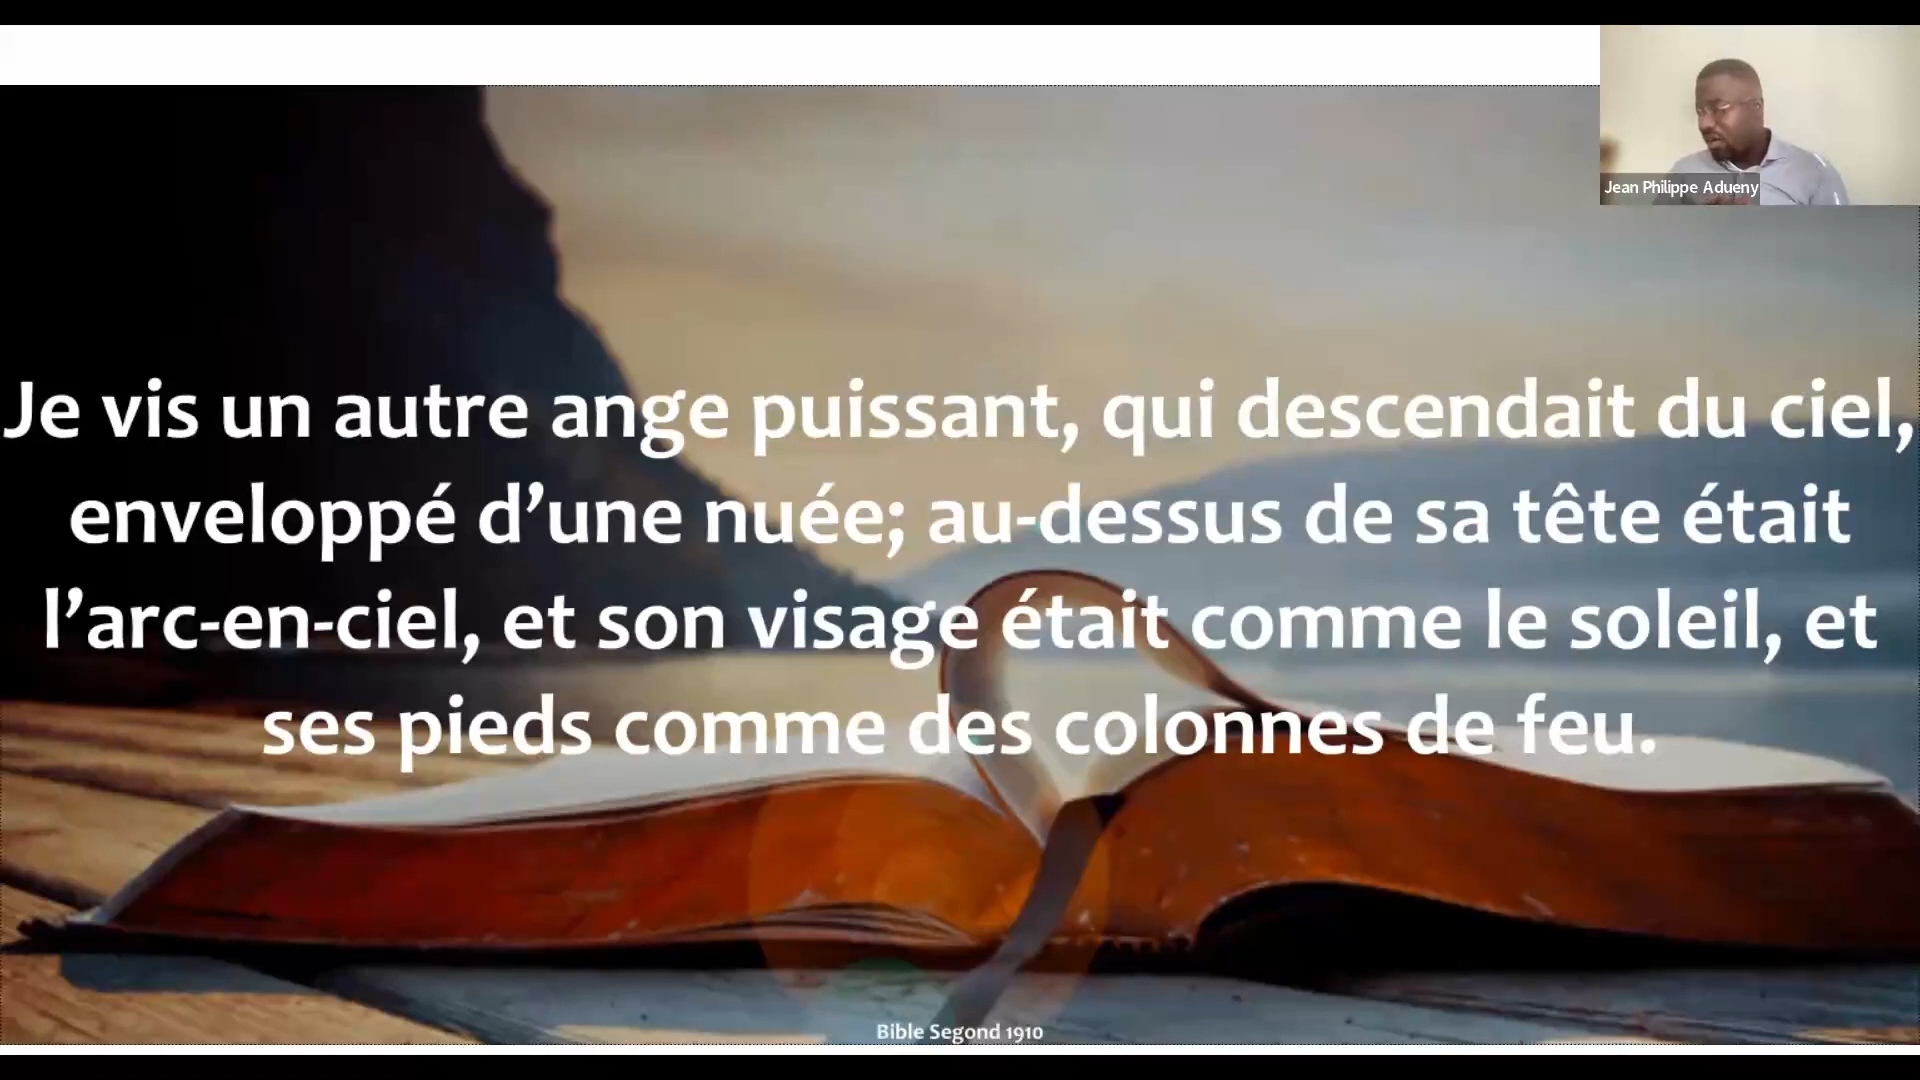 Jean Philippe Adueny
Je vis un autre ange puissant, qui descendait du ciel,
enveloppé d’une nuée; au-dessus de sa tête était
l’arc-en-ciel, et son visage était comme le soleil, et
ses pieds comme des colonnes de feu.
Bible Segond 1910